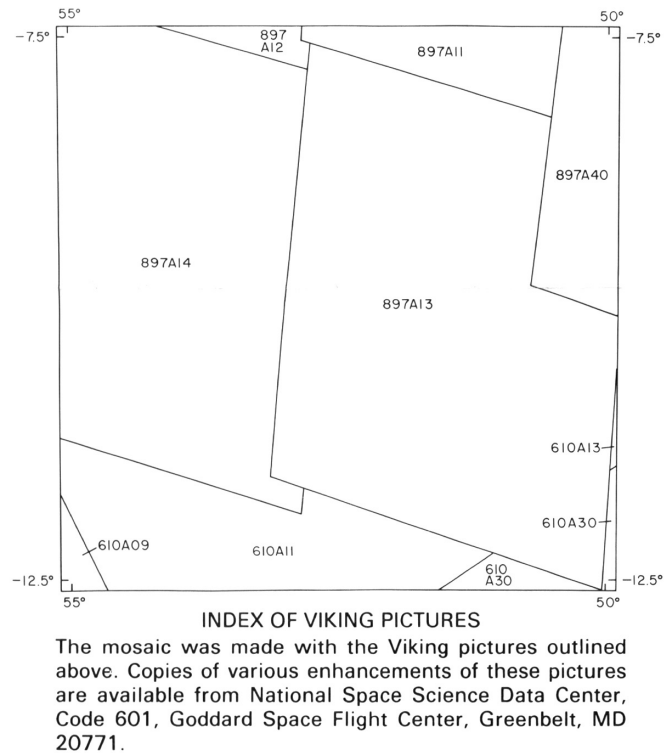 55°
50°
-7.5°
897
A12
897A11
-7.5°
897A40
897A14
897A13
610A13
610A30
610A09
610A11
610
A30
-12.5°
-12.5°
55°
50°
INDEX OF VIKING PICTURES
The mosaic was made with the Viking pictures outlined
above. Copies of various enhancements of these pictures
are available from National Space Science Data Center,
Code 601, Goddard Space Flight Center, Greenbelt, MD
20771.